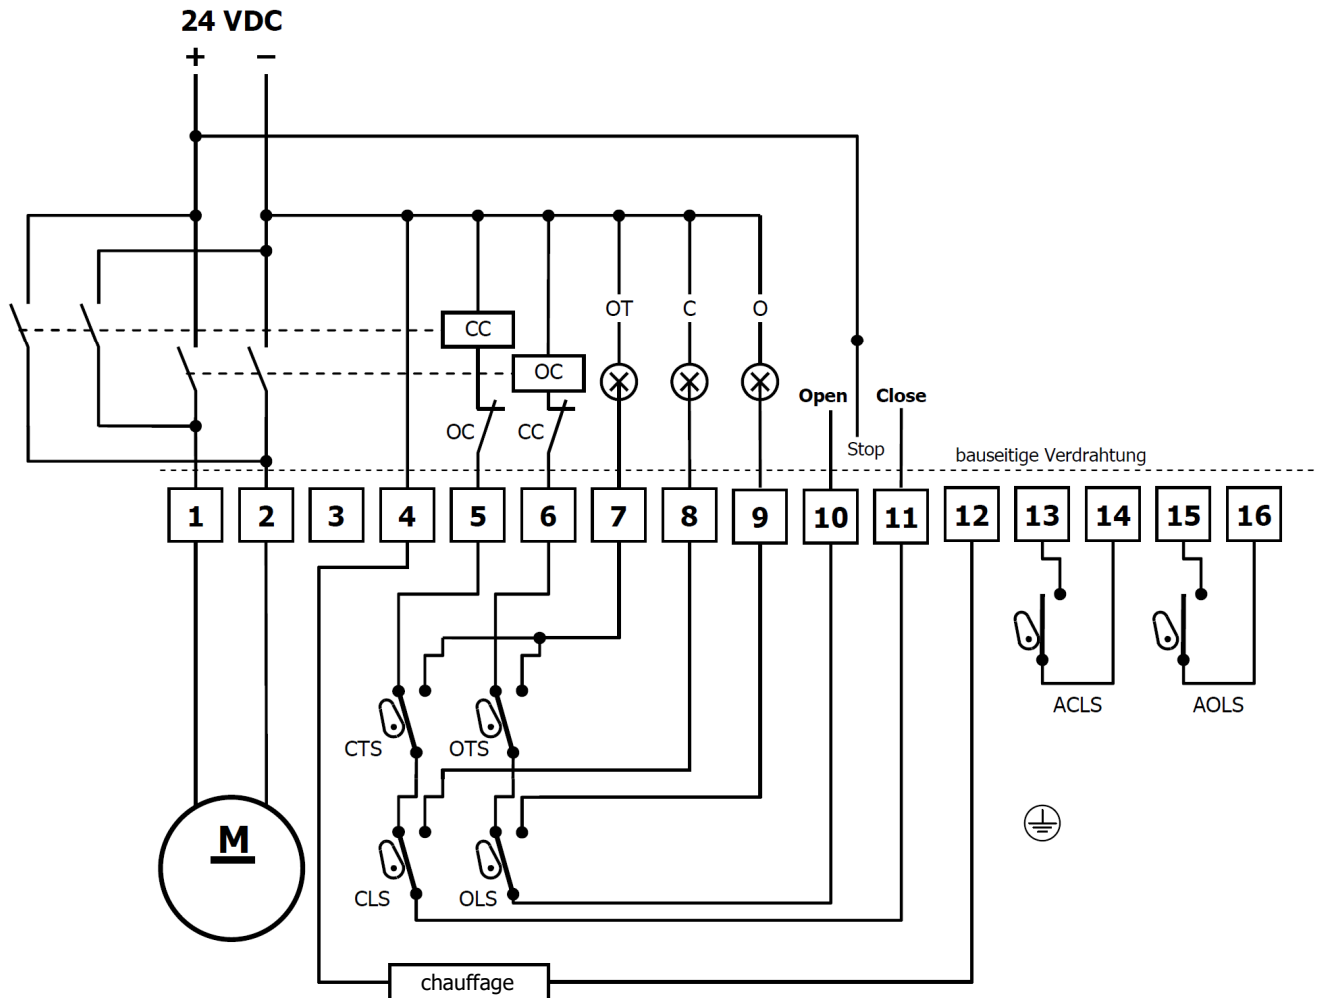 24 VDC
+ −
OT C O
CC
OC
Open Close
OC CC
Stop
bauseitige Verdrahtung
1 2 3 4 5 6 7 8 9 10 11 12 13 14 15 16
ACLS AOLS
CTS OTS
M
CLS OLS
chauffage